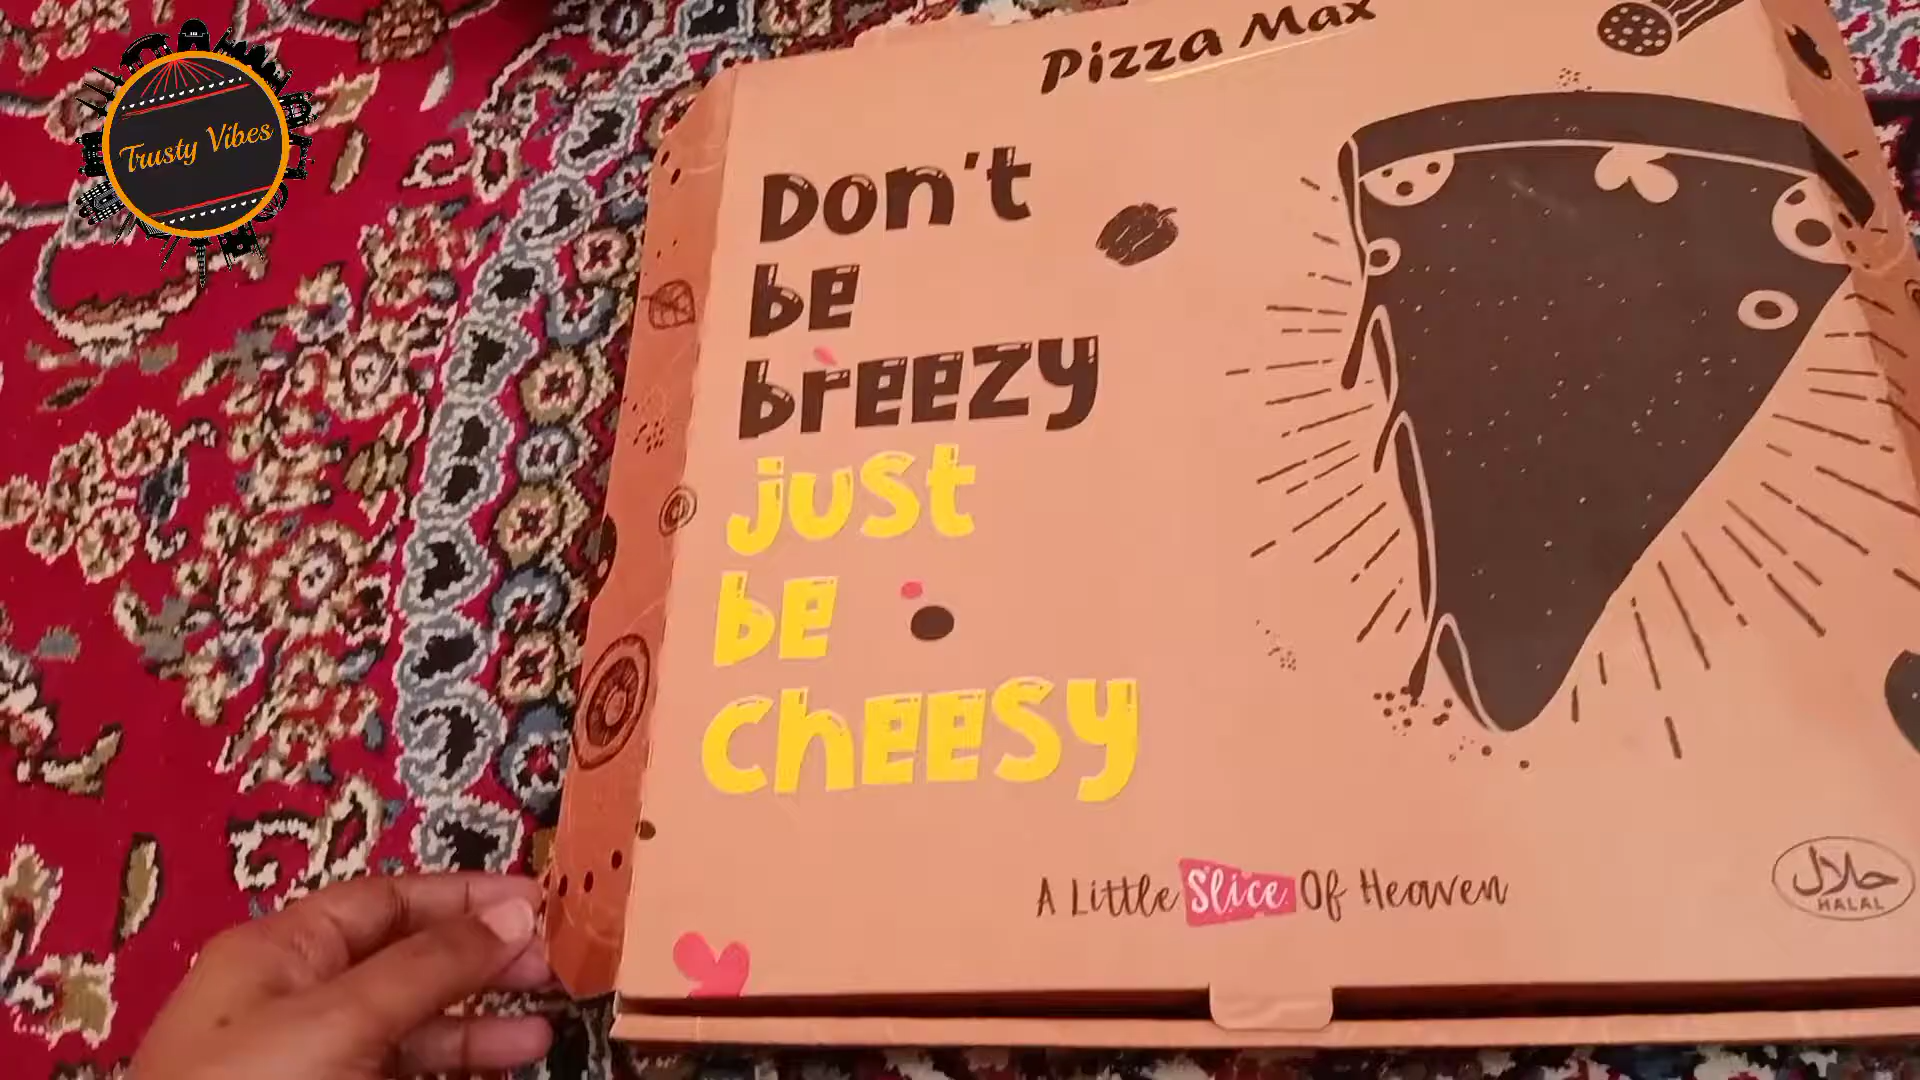 Trusty Vibes
Pizza Max
Don't
be
breezy
just
be
cheesy
A Little Slice Of Heaven
حلال
HALAL